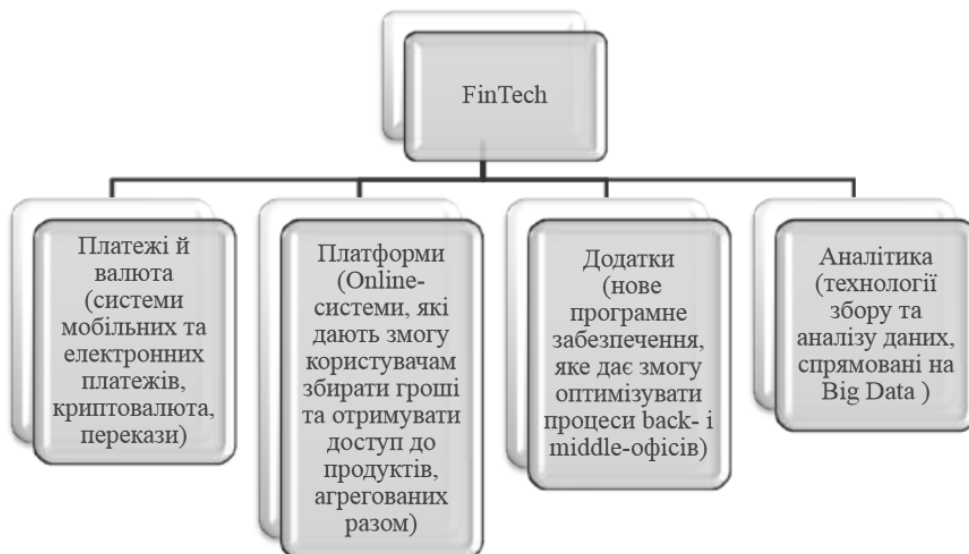 FinTech
Платежі й
валюта
(системи
мобільних та
електронних
платежів,
криптовалюта,
перекази)
Платформи
(Online-
системи, які
дають змогу
користувачам
збирати гроші
та отримувати
доступ до
продуктів,
агрегованих
разом)
Додатки
(нове
програмне
забезпечення,
яке дає змогу
оптимізувати
процеси back- і
middle-офісів)
Аналітика
(технології
збору та
аналізу даних,
спрямовані на
Big Data )